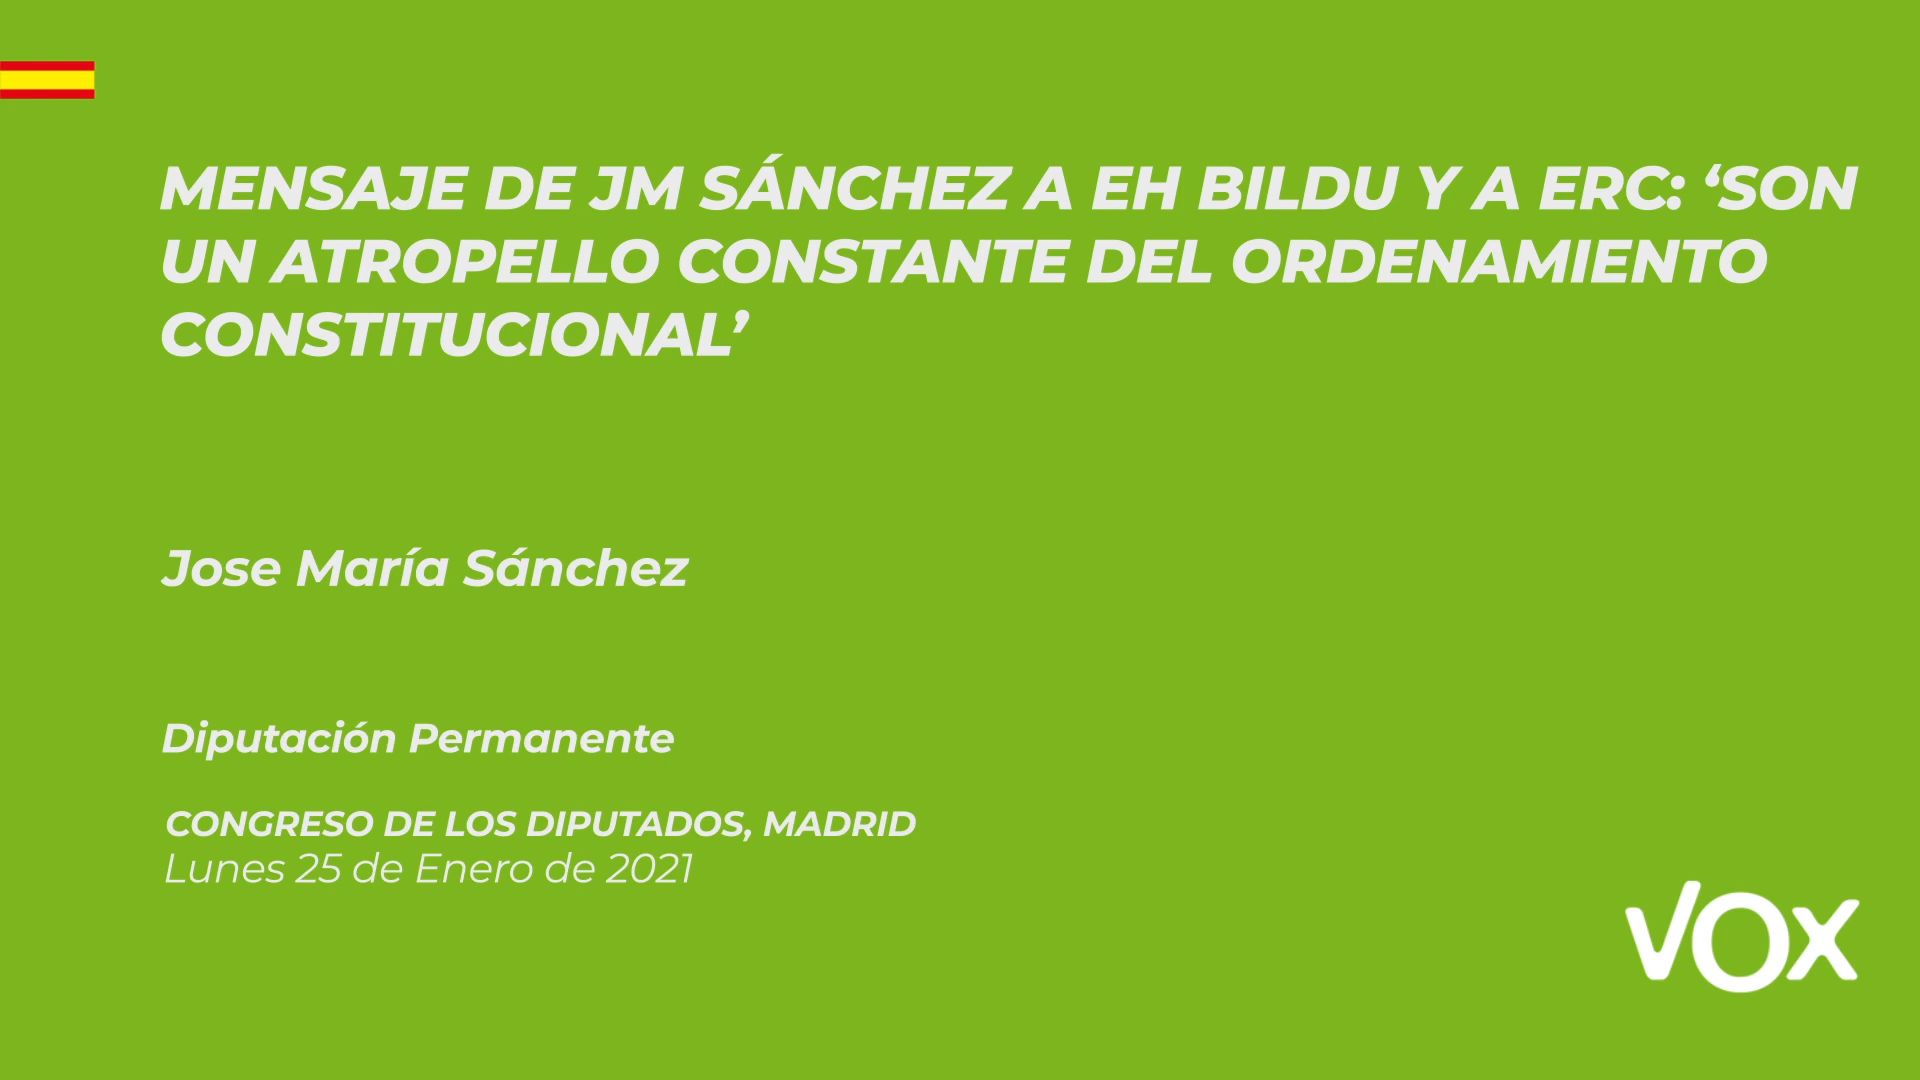 MENSAJE DE JM SÁNCHEZ A EH BILDU Y A ERC: ‘SON
UN ATROPELLO CONSTANTE DEL ORDENAMIENTO
CONSTITUCIONAL’
Jose María Sánchez
Diputación Permanente
CONGRESO DE LOS DIPUTADOS, MADRID
Lunes 25 de Enero de 2021
VOX